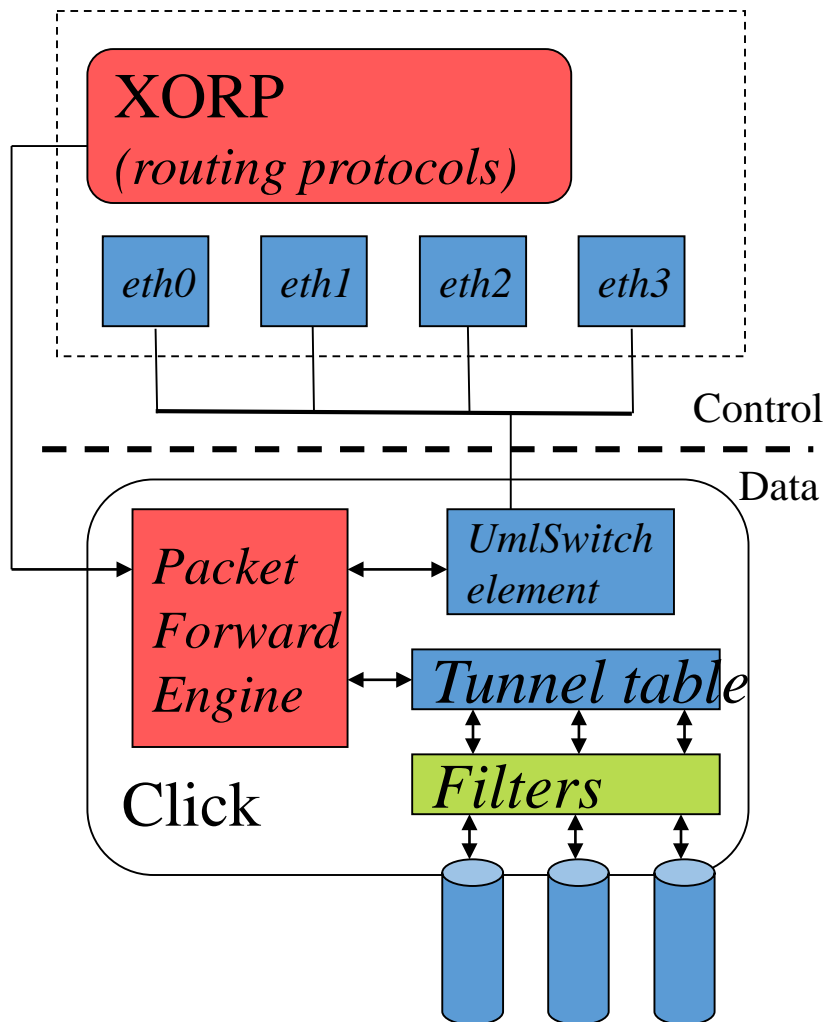 XORP
(routing protocols)
eth0
eth1
eth2
eth3
Control
Data
Packet
Forward
Engine
UmlSwitch
element
Tunnel table
Filters
Click